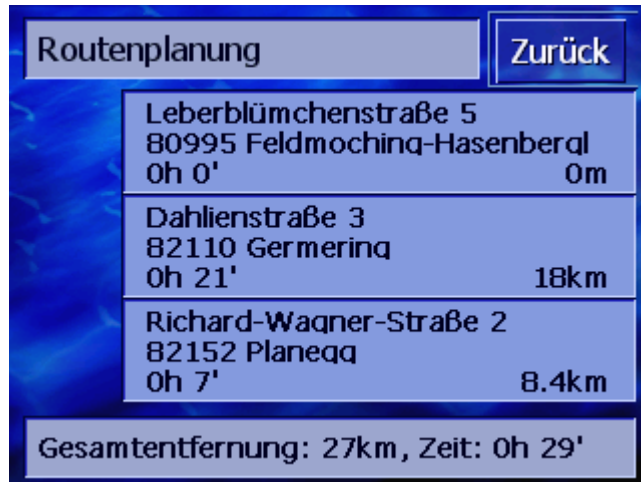 Routenplanung
Zurück
Leberblümchenstraße 5
80995 Feldmoching-Hasenbergl
0h 0'
0m
Dahlienstraße 3
82110 Germering
0h 21'
18km
Richard-Wagner-Straße 2
82152 Planegg
0h 7'
8.4km
Gesamtentfernung: 27km, Zeit: 0h 29'